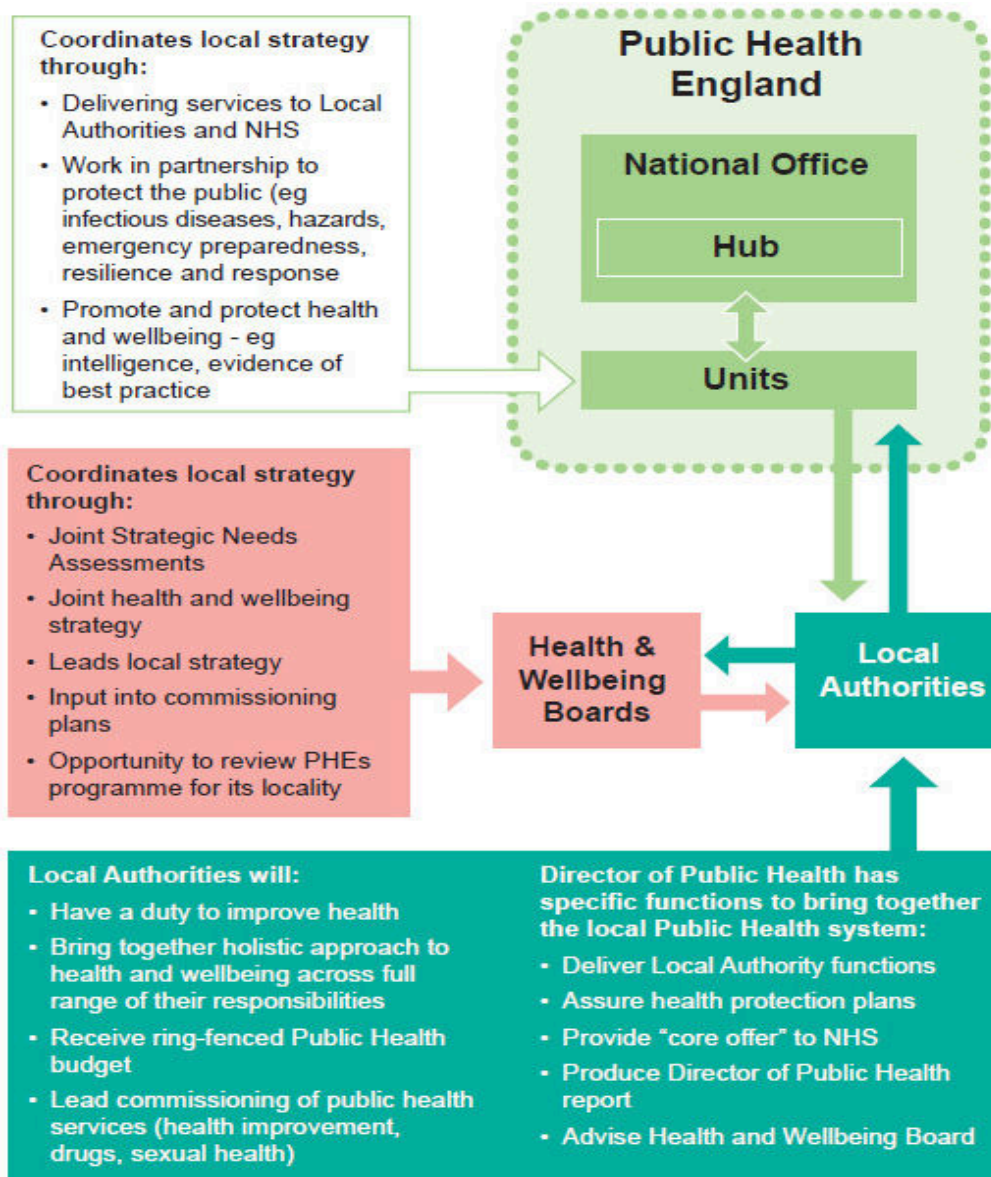 Coordinates local strategy
through:
• Delivering services to Local
Authorities and NHS
• Work in partnership to
protect the public (eg
infectious diseases, hazards,
emergency preparedness,
resilience and response
• Promote and protect health
and wellbeing - eg
intelligence, evidence of
best practice
Public Health
England
National Office
Hub
Units
Coordinates local strategy
through:
• Joint Strategic Needs
Assessments
• Joint health and wellbeing
strategy
• Leads local strategy
• Input into commissioning
plans
• Opportunity to review PHEs
programme for its locality
Health &
Wellbeing
Boards
Local
Authorities
Local Authorities will:
• Have a duty to improve health
• Bring together holistic approach to
health and wellbeing across full
range of their responsibilities
• Receive ring-fenced Public Health
budget
• Lead commissioning of public health
services (health improvement,
drugs, sexual health)
Director of Public Health has
specific functions to bring together
the local Public Health system:
• Deliver Local Authority functions
• Assure health protection plans
• Provide “core offer” to NHS
• Produce Director of Public Health
report
• Advise Health and Wellbeing Board